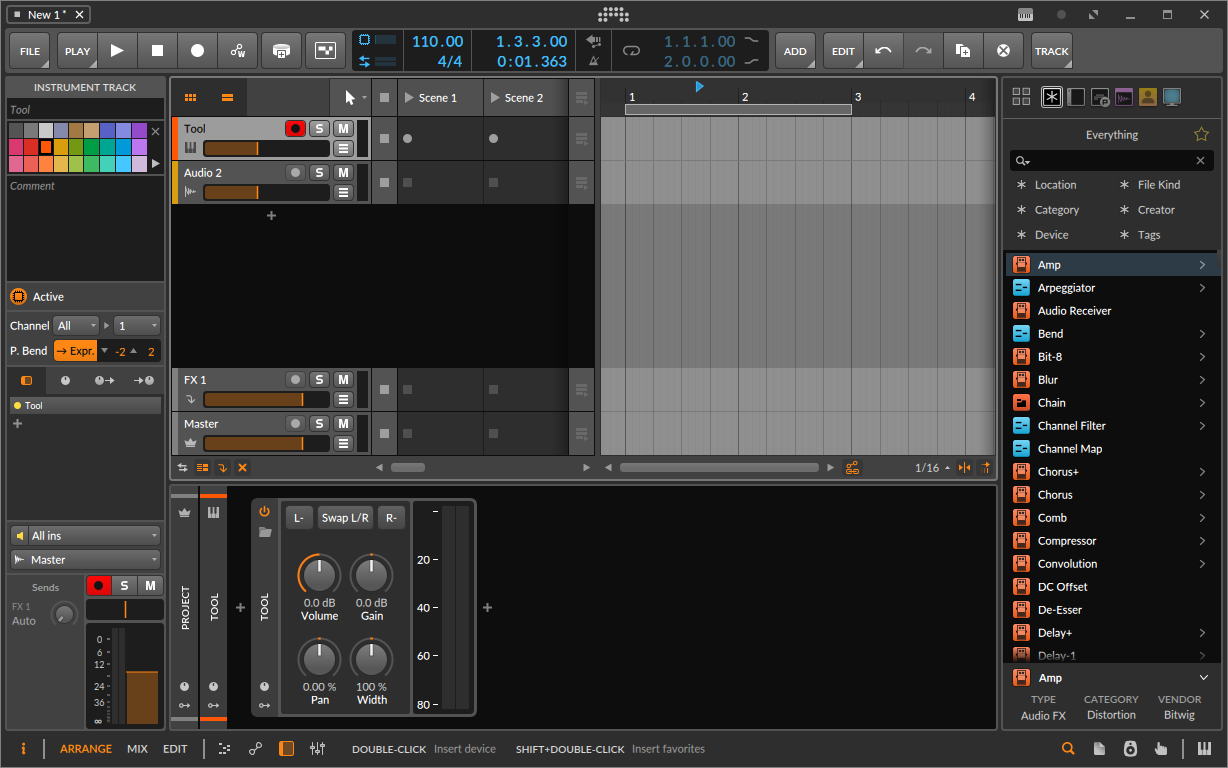 New 1 *
FILE
PLAY
110.00
4/4
1.3.3.00
0:01.363
1.1.1.00
2.0.0.00
ADD
EDIT
TRACK
INSTRUMENT TRACK
Tool
Comment
Active
Channel All 1
P. Bend Expr. -2 2
Tool
All ins
Master
Sends S M
FX 1
Auto
0
6
12
24
36
∞
Scene 1 Scene 2
Tool S M
Audio 2 S M
FX 1 S M
Master S M
1 2 3 4
1/16
PROJECT
TOOL
TOOL
L- Swap L/R R-
0.0 dB 0.0 dB
Volume Gain
0.00 % 100 %
Pan Width
20
40
60
80
Everything
Location File Kind
Category Creator
Device Tags
Amp
Arpeggiator
Audio Receiver
Bend
Bit-8
Blur
Chain
Channel Filter
Channel Map
Chorus+
Chorus
Comb
Compressor
Convolution
DC Offset
De-Esser
Delay+
Delay-1
Amp
TYPE CATEGORY VENDOR
Audio FX Distortion Bitwig
ARRANGE MIX EDIT
DOUBLE-CLICK Insert device SHIFT+DOUBLE-CLICK Insert favorites